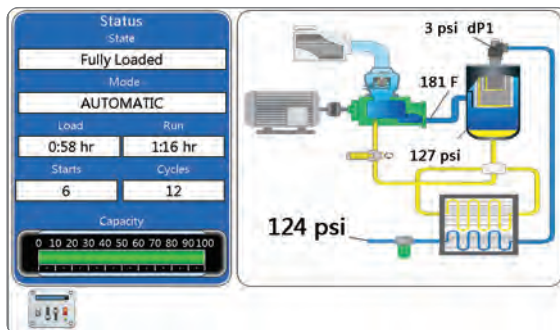 Status
State
Fully Loaded
Mode
AUTOMATIC
Load Run
0:58 hr 1:16 hr
Starts Cycles
6 12
Capacity
0 10 20 30 40 50 60 70 80 90 100
3 psi dP1
181 F
127 psi
124 psi